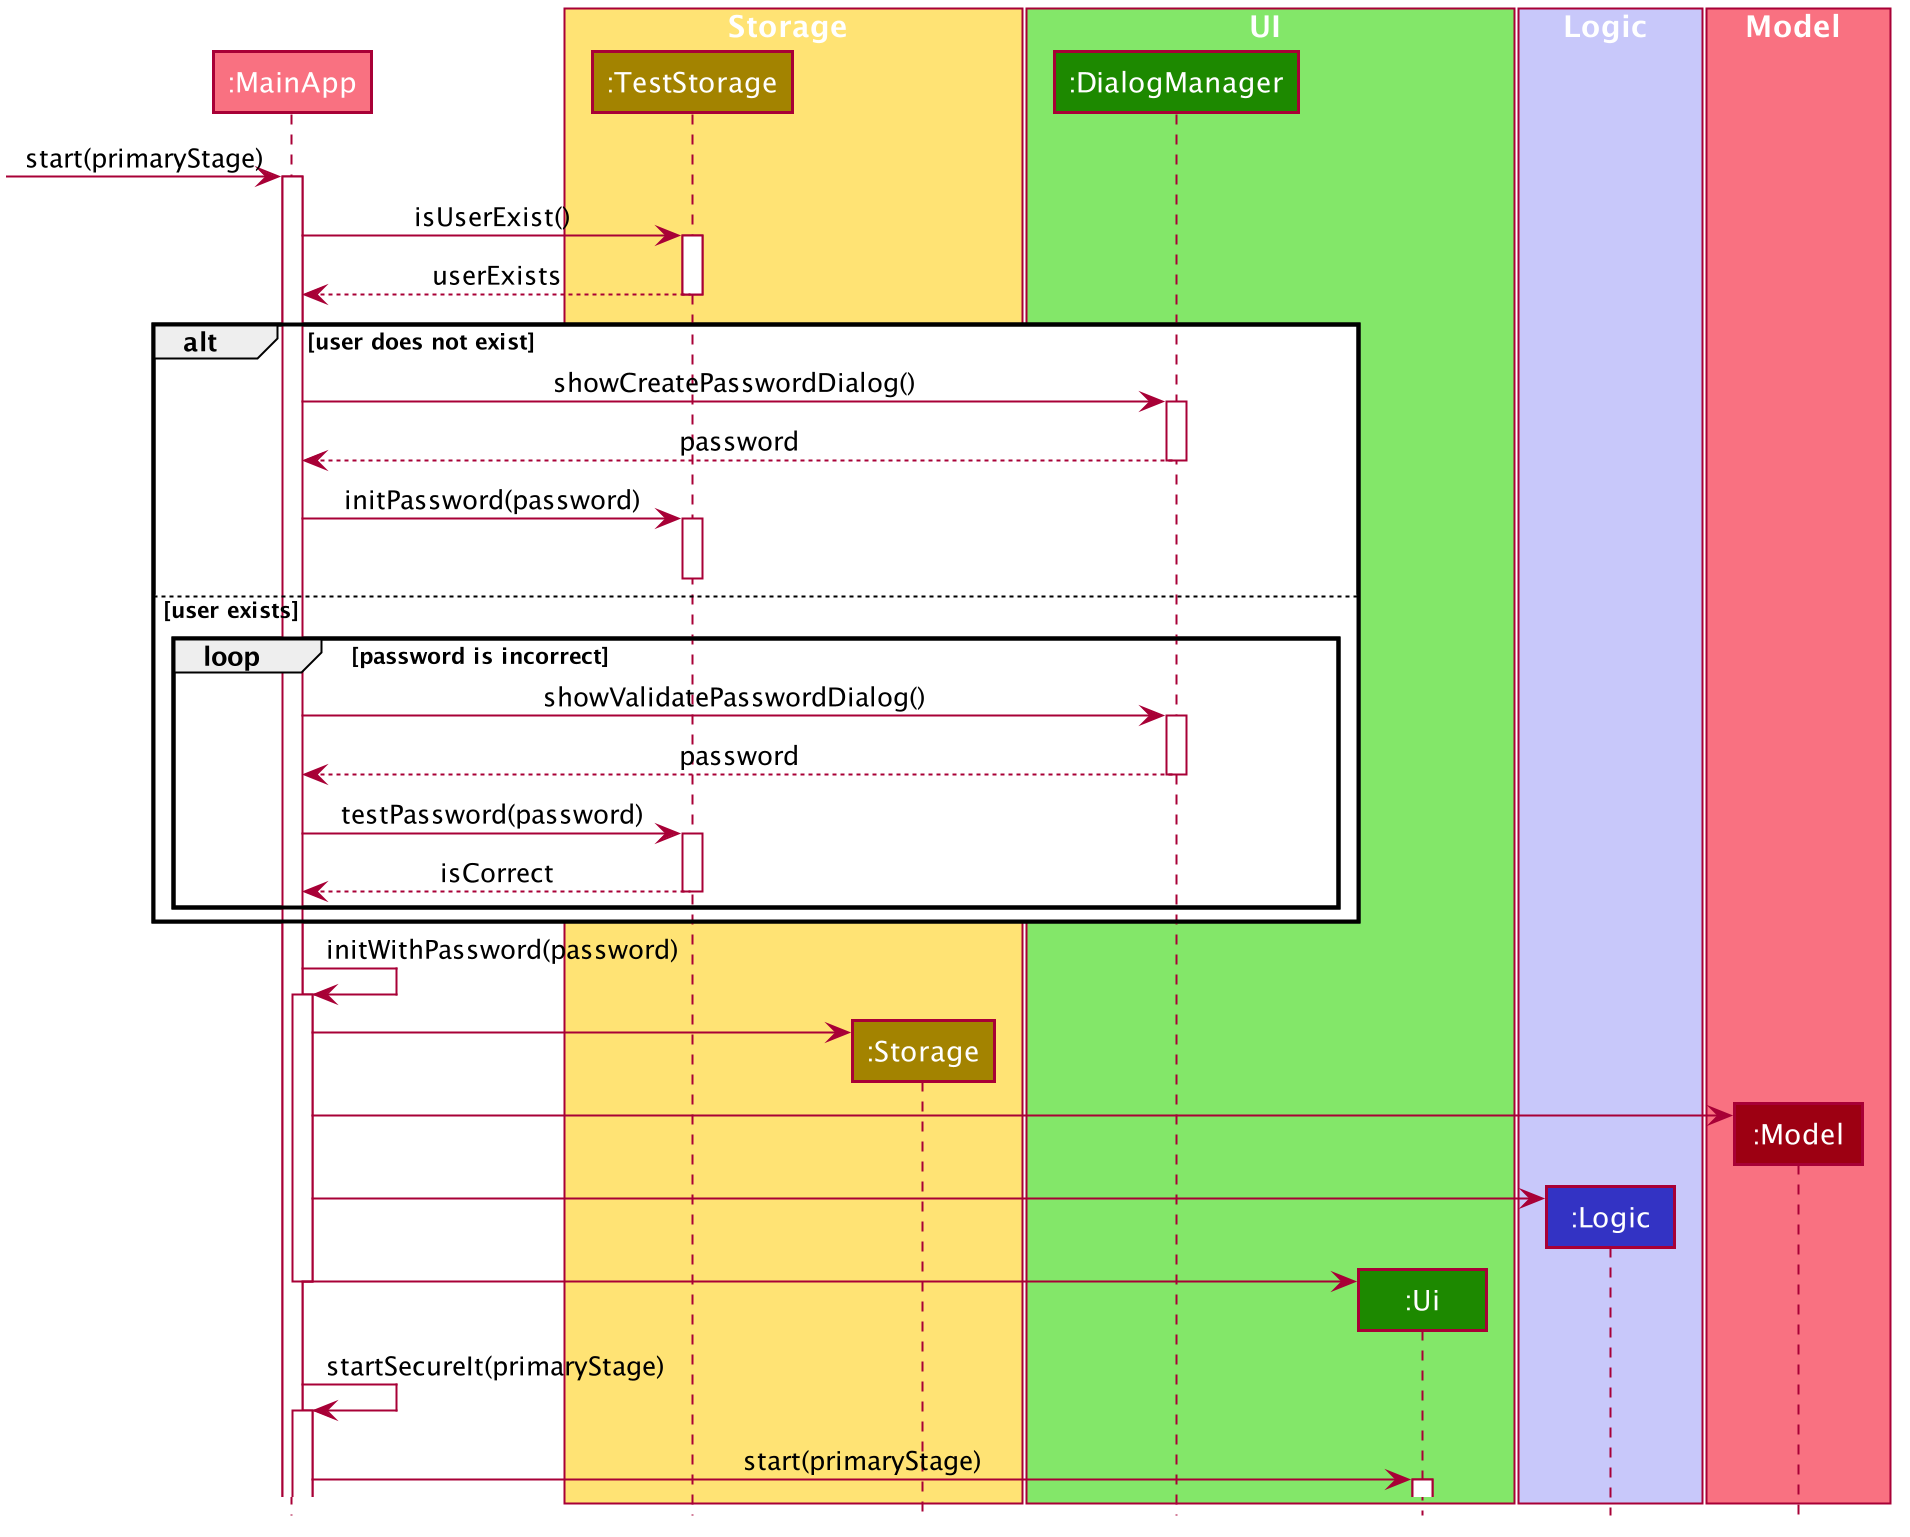 Storage
UI
Logic
Model
:MainApp
:TestStorage
:DialogManager
start(primaryStage)
isUserExist()
userExists
alt
[user does not exist]
showCreatePasswordDialog()
password
initPassword(password)
[user exists]
loop
[password is incorrect]
showValidatePasswordDialog()
password
testPassword(password)
isCorrect
initWithPassword(password)
:Storage
:Model
:Logic
:Ui
startSecureIt(primaryStage)
start(primaryStage)